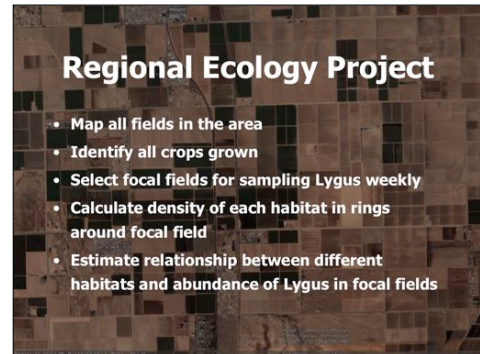 Regional Ecology Project
• Map all fields in the area
• Identify all crops grown
• Select focal fields for sampling Lygus weekly
• Calculate density of each habitat in rings
around focal field
• Estimate relationship between different
habitats and abundance of Lygus in focal fields